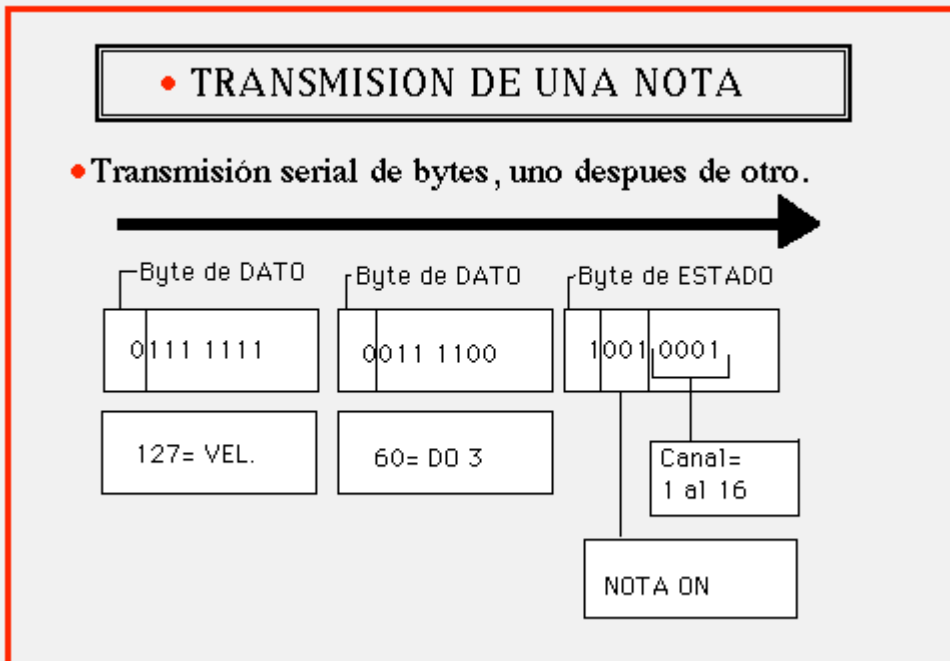 • TRANSMISION DE UNA NOTA
• Transmisión serial de bytes, uno despues de otro.
Byte de DATO
Byte de DATO
Byte de ESTADO
0111 1111
0011 1100
1001 0001
127= VEL.
60= DO 3
Canal=
1 al 16
NOTA ON